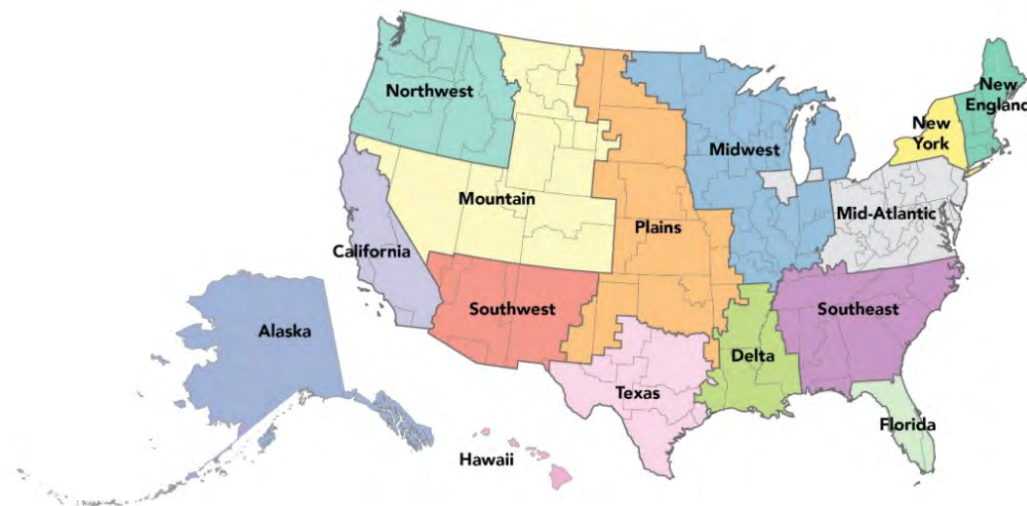 Northwest
New
England
New
York
Midwest
Mountain
Mid-Atlantic
Plains
California
Southwest
Southeast
Alaska
Delta
Texas
Florida
Hawaii